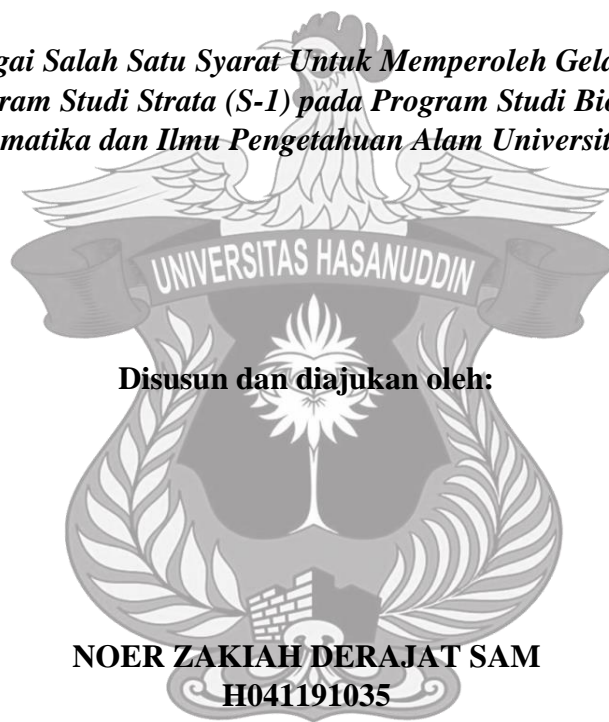 gai Salah Satu Syarat Untuk Memperoleh Gela
ram Studi Strata (S-1) pada Program Studi Bio
matika dan Ilmu Pengetahuan Alam Universit
UNIVERSITAS HASANUDDIN
Disusun dan diajukan oleh:
NOER ZAKIAH DERAJAT SAM
H041191035